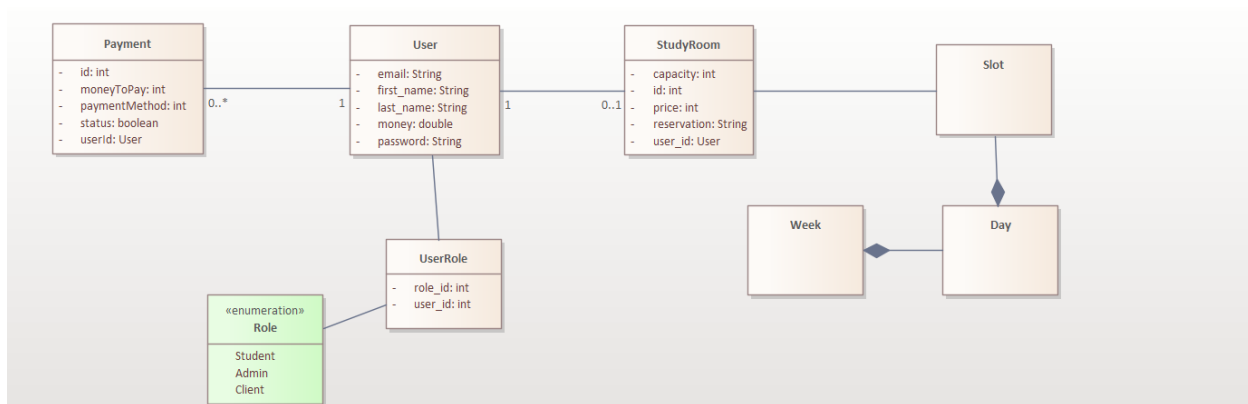 Payment
- id: int
- moneyToPay: int
- paymentMethod: int
- status: boolean
- userId: User
0..*
1
User
- email: String
- first_name: String
- last_name: String
- money: double
- password: String
1
0..1
StudyRoom
- capacity: int
- id: int
- price: int
- reservation: String
- user_id: User
Slot
Week
Day
UserRole
- role_id: int
- user_id: int
«enumeration»
Role
Student
Admin
Client